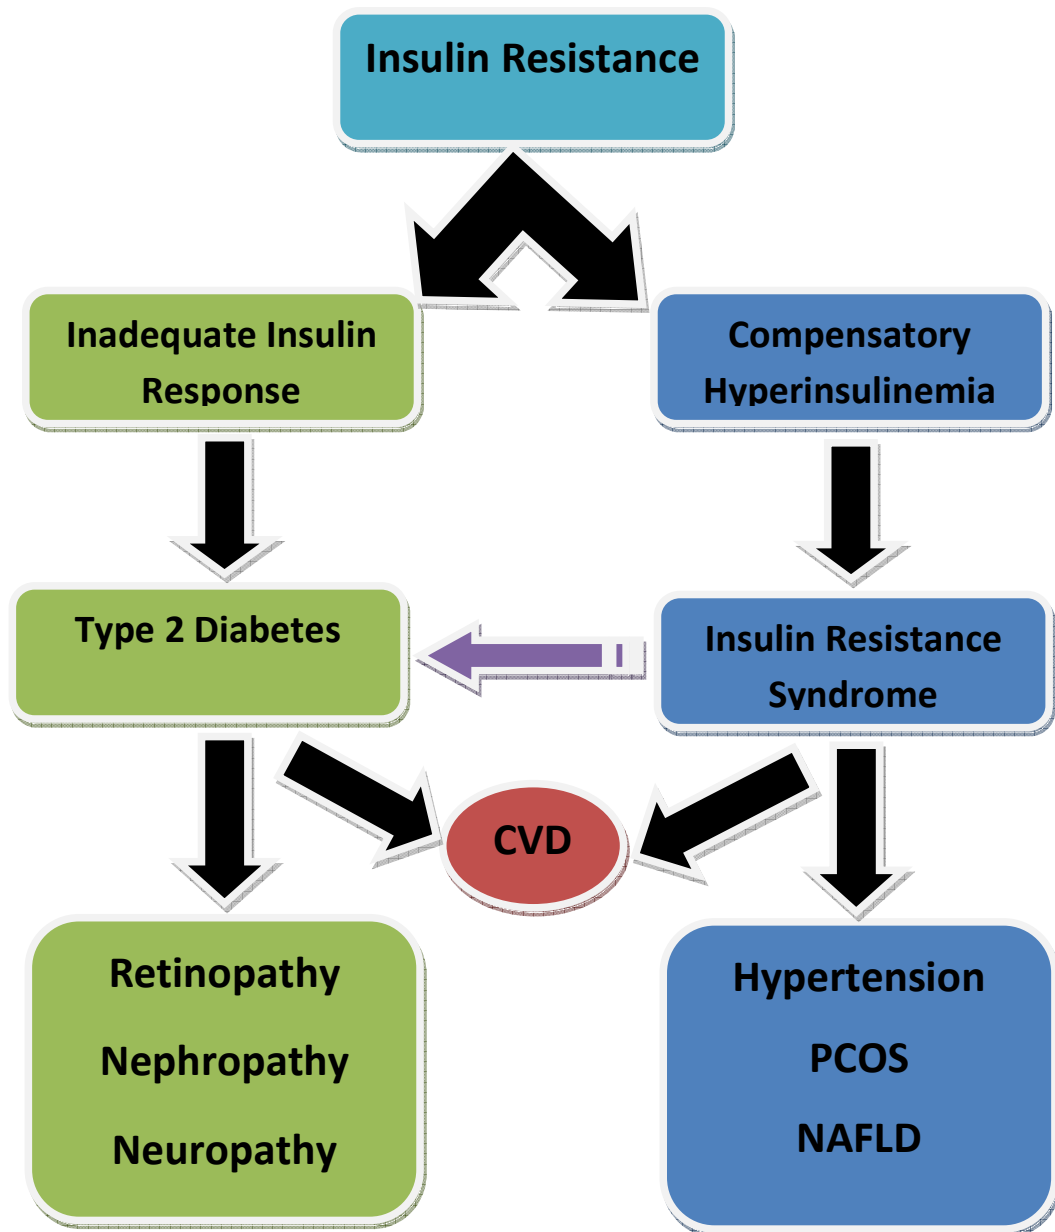 Insulin Resistance
Inadequate Insulin
Response
Compensatory
Hyperinsulinemia
Type 2 Diabetes
Insulin Resistance
Syndrome
CVD
Retinopathy
Nephropathy
Neuropathy
Hypertension
PCOS
NAFLD